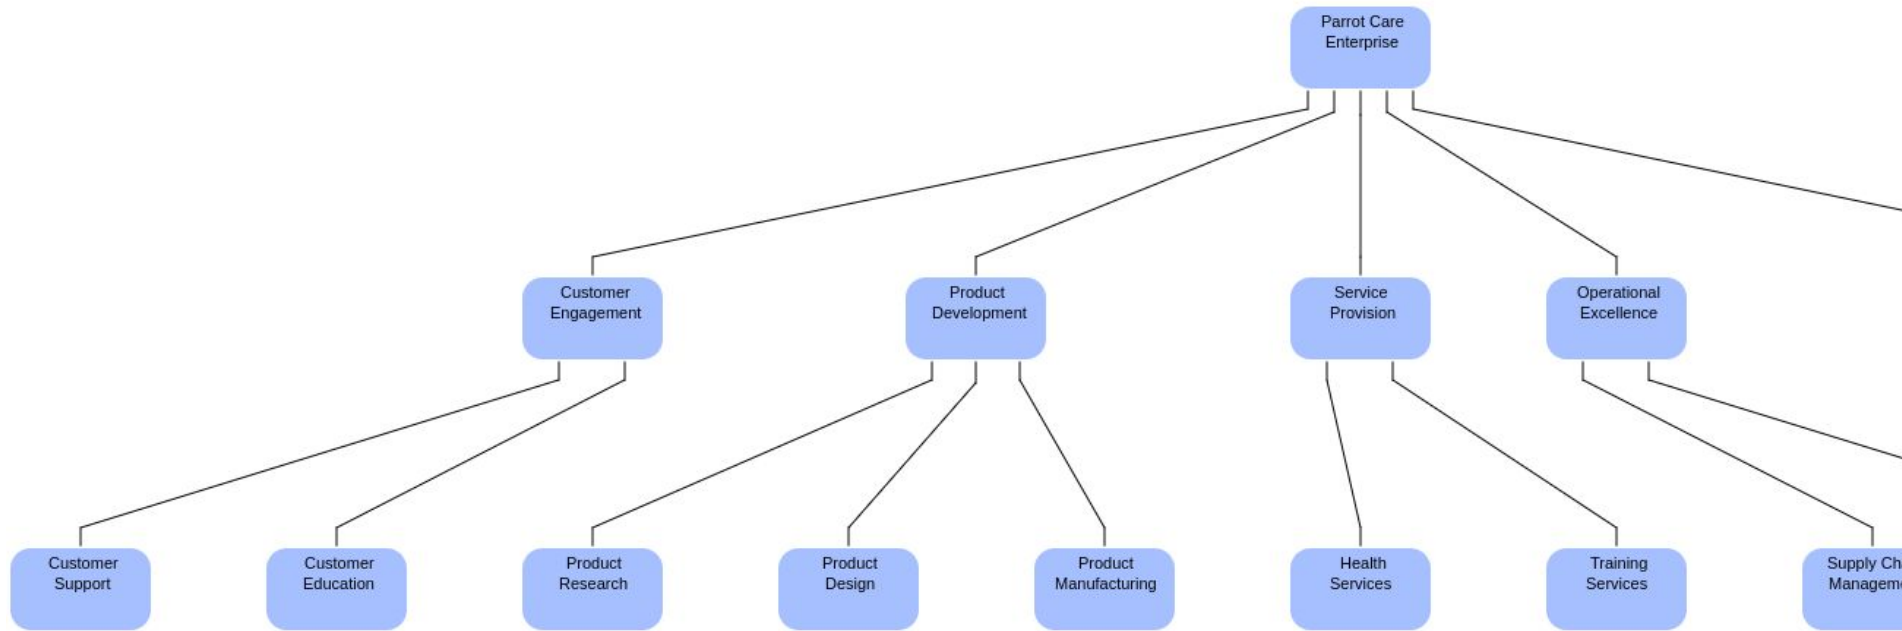 Parrot Care
Enterprise
Customer
Engagement
Product
Development
Service
Provision
Operational
Excellence
Customer
Support
Customer
Education
Product
Research
Product
Design
Product
Manufacturing
Health
Services
Training
Services
Supply